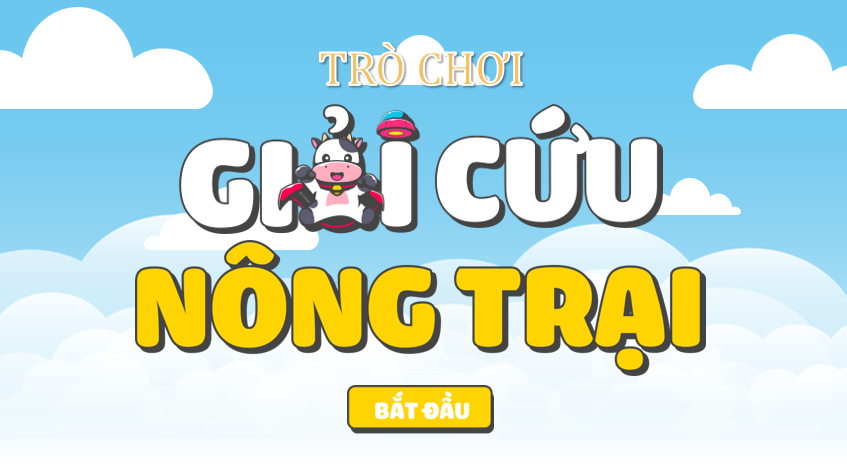 TRÒ CHƠI
GIẢI CỨU
NÔNG TRẠI
BẮT ĐẦU